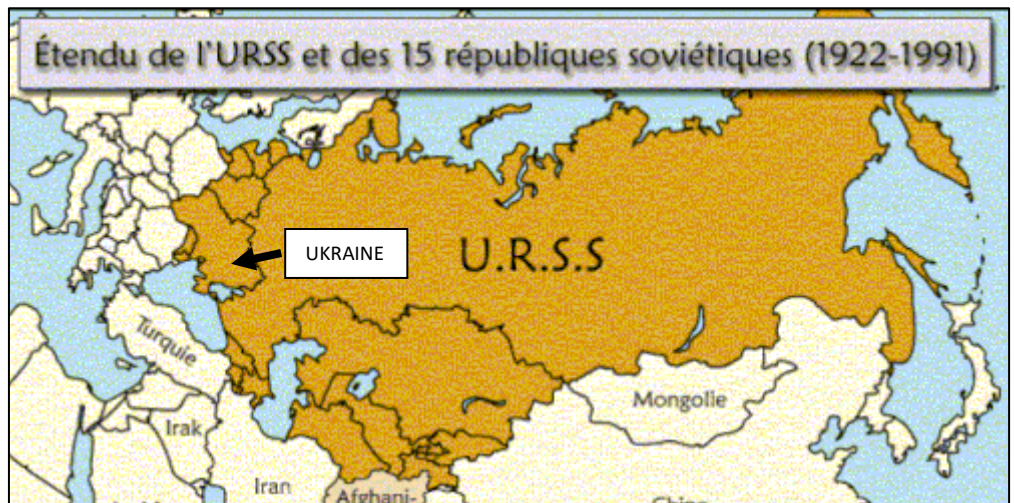 Étendu de l'URSS et des 15 républiques soviétiques (1922-1991)
UKRAINE
U.R.S.S
Turquie
Mongolie
Irak
Iran
Afghani-